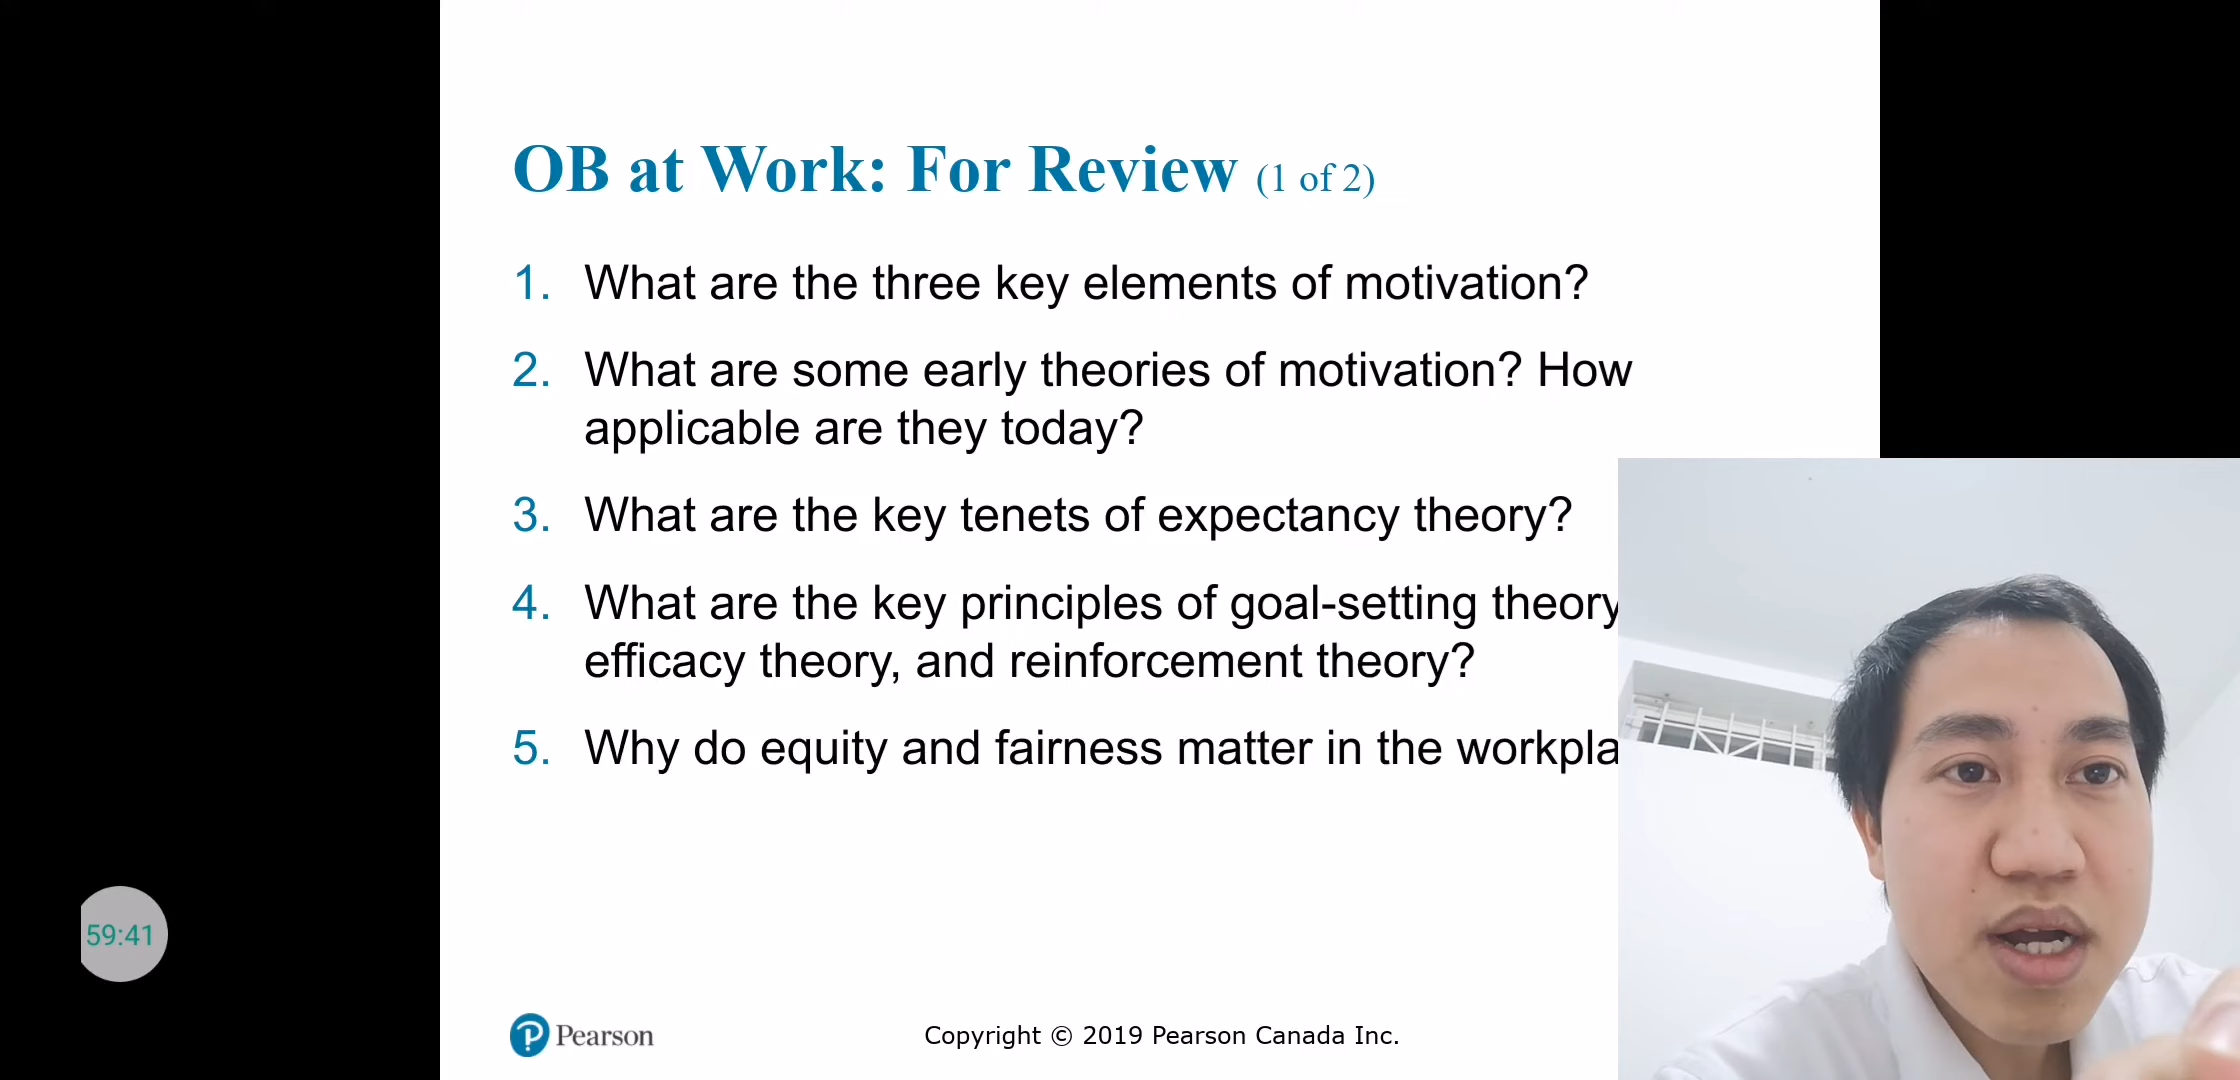 OB at Work: For Review (1 of 2)
1. What are the three key elements of motivation?
2. What are some early theories of motivation? How
applicable are they today?
3. What are the key tenets of expectancy theory?
4. What are the key principles of goal-setting theory
efficacy theory, and reinforcement theory?
5. Why do equity and fairness matter in the workpla
59:41
Pearson
Copyright © 2019 Pearson Canada Inc.